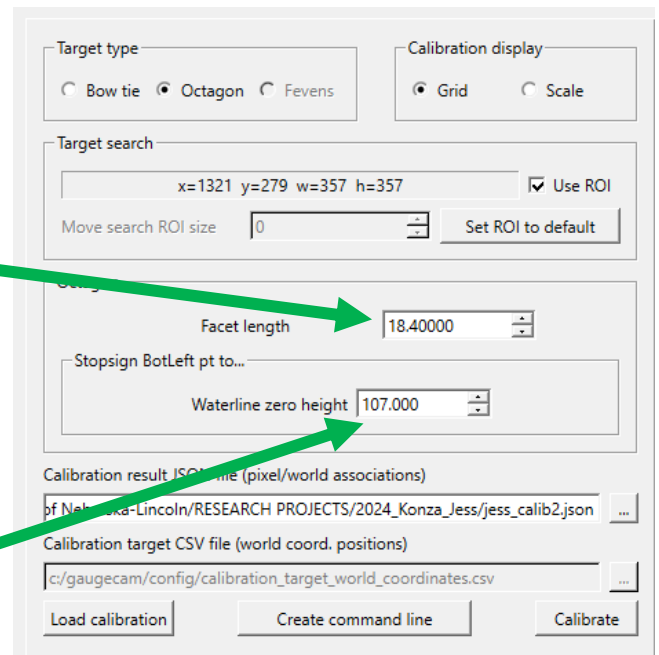 Target type
Calibration display
Bow tie Octagon Fevens
Grid Scale
Target search
x=1321 y=279 w=357 h=357 Use ROI
Move search ROI size 0 Set ROI to default
Facet length 18.40000
Stopsign BotLeft pt to...
Waterline zero height 107.000
Calibration result JSON file (pixel/world associations)
of Nebraska-Lincoln/RESEARCH PROJECTS/2024_Konza_Jess/jess_calib2.json ...
Calibration target CSV file (world coord. positions)
c:/gaugecam/config/calibration_target_world_coordinates.csv ...
Load calibration Create command line Calibrate